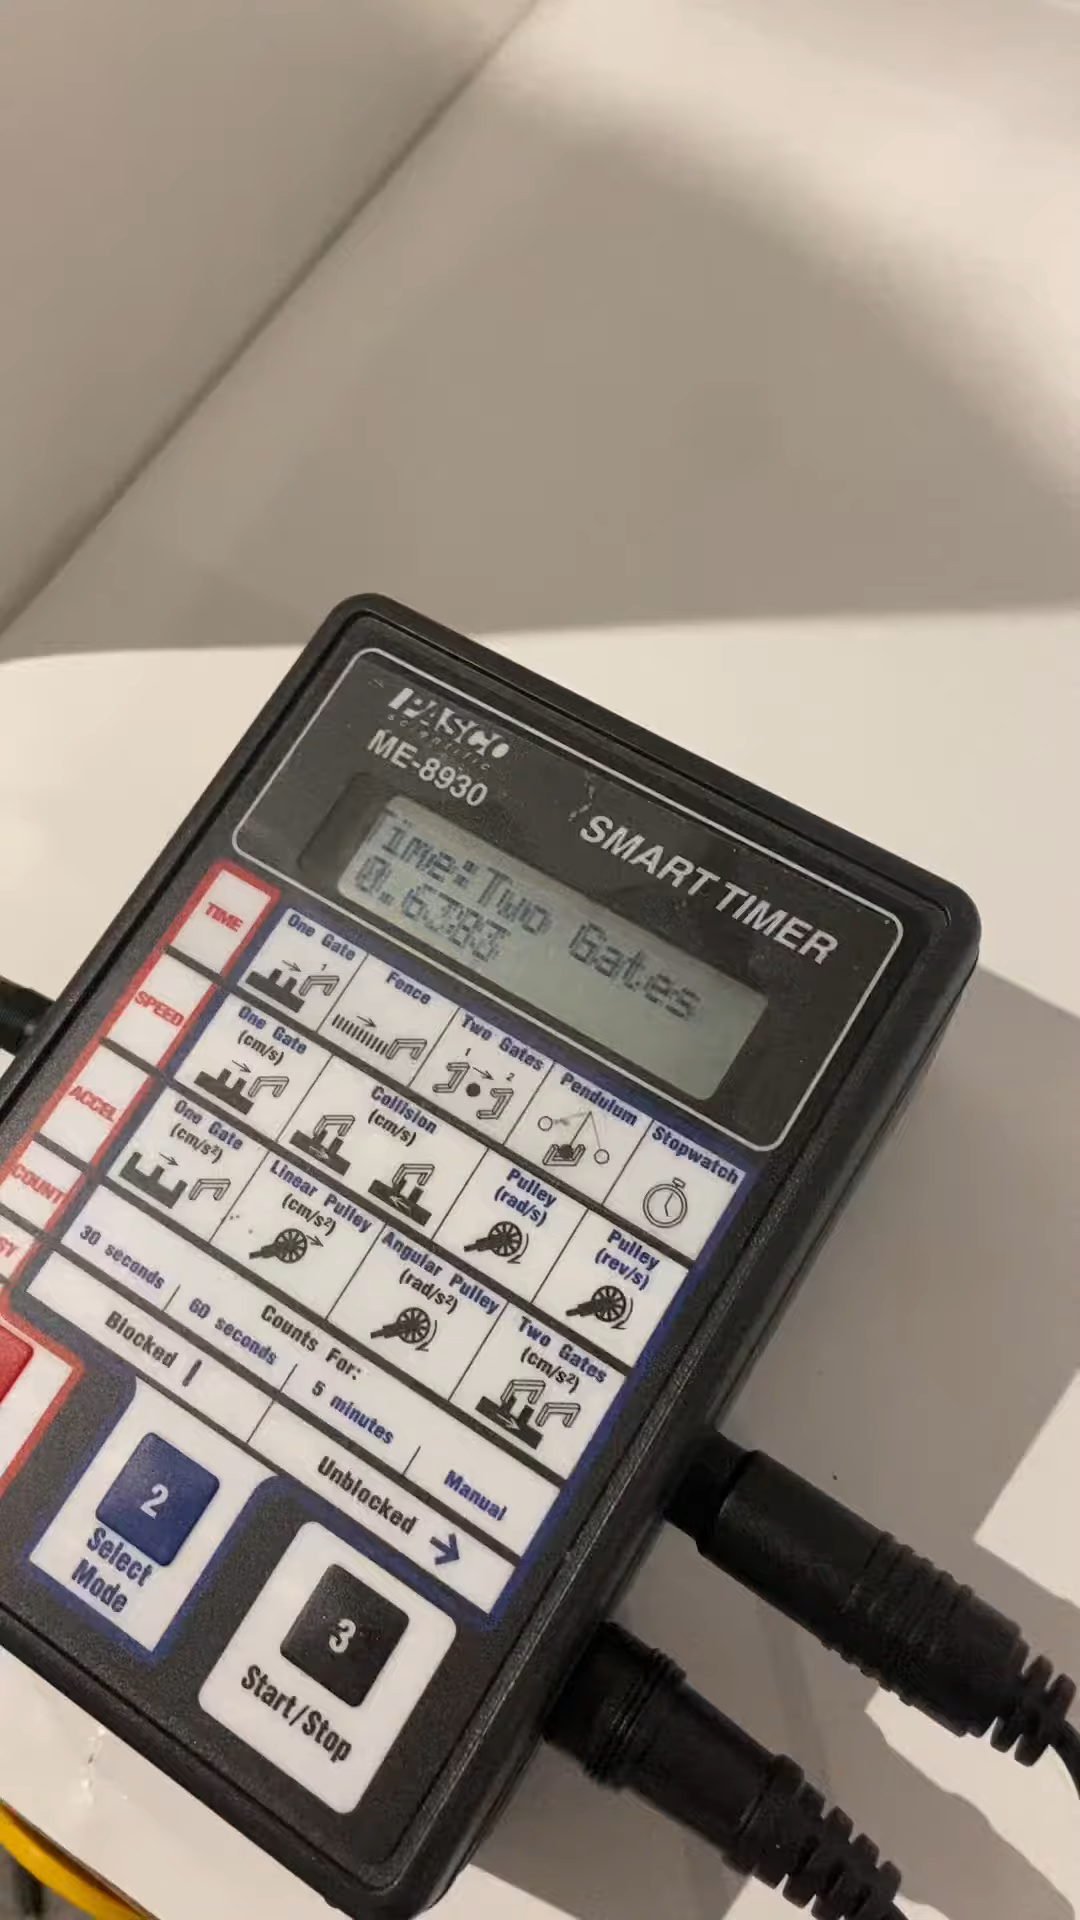 PASCO
scientific
ME-8930
SMART TIMER
Time:Two Gates
TIME
One Gate
1
Fence
Two Gates
1
2
Pendulum
Stopwatch
SPEED
One Gate
(cm/s)
Collision
(cm/s)
Pulley
(rad/s)
Pulley
(rev/s)
ACCEL
One Gate
(cm/s²)
Linear Pulley
(cm/s²)
Angular Pulley
(rad/s²)
Two Gates
(cm/s²)
COUNT
30 seconds
60 seconds
Counts For:
5 minutes
Manual
Blocked
Unblocked
2
Select
Mode
3
Start/Stop